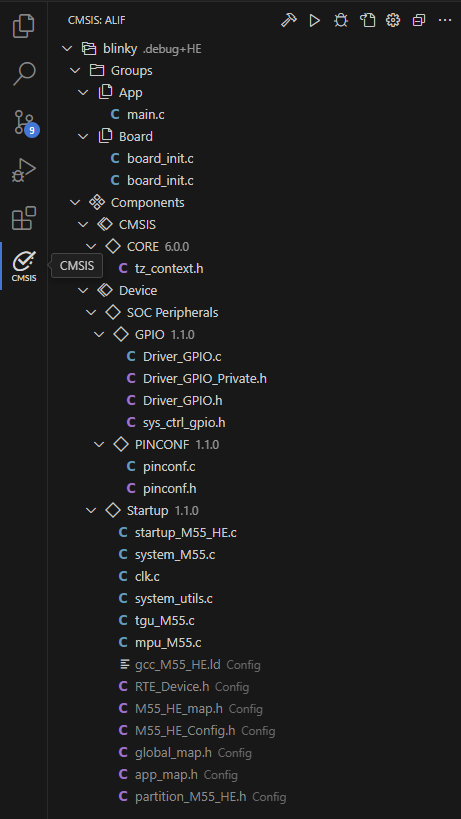 CMSIS: ALIF
blinky .debug+HE
Groups
App
C main.c
Board
C board_init.c
C board_init.c
9
Components
CMSIS
CORE 6.0.0
C tz_context.h
CMSIS
CMSIS
Device
SOC Peripherals
GPIO 1.1.0
C Driver_GPIO.c
C Driver_GPIO_Private.h
C Driver_GPIO.h
C sys_ctrl_gpio.h
PINCONF 1.1.0
C pinconf.c
C pinconf.h
Startup 1.1.0
C startup_M55_HE.c
C system_M55.c
C clk.c
C system_utils.c
C tgu_M55.c
C mpu_M55.c
gcc_M55_HE.ld Config
C RTE_Device.h Config
C M55_HE_map.h Config
C M55_HE_Config.h Config
C global_map.h Config
C app_map.h Config
C partition_M55_HE.h Config